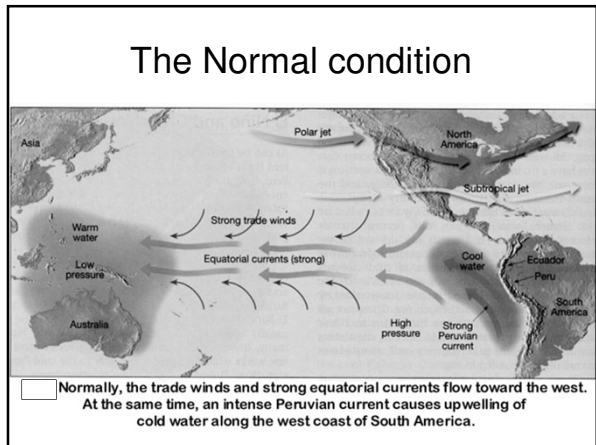 The Normal condition
Asia
Polar jet
North
America
Subtropical jet
Strong trade winds
Warm
water
Equatorial currents (strong)
Low
pressure
Cool
water
Ecuador
Peru
South
America
Australia
High
pressure
Strong
Peruvian
current
Normally, the trade winds and strong equatorial currents flow toward the west.
At the same time, an intense Peruvian current causes upwelling of
cold water along the west coast of South America.